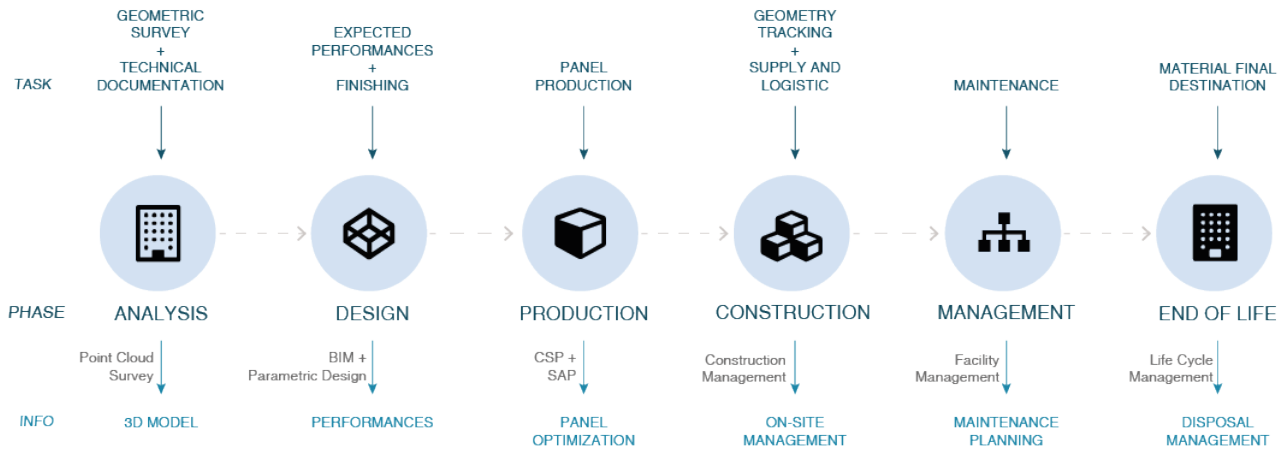 TASK
GEOMETRIC
SURVEY
+
TECHNICAL
DOCUMENTATION
EXPECTED
PERFORMANCES
+
FINISHING
PANEL
PRODUCTION
GEOMETRY
TRACKING
+
SUPPLY AND
LOGISTIC
MAINTENANCE
MATERIAL FINAL
DESTINATION
PHASE
ANALYSIS
DESIGN
PRODUCTION
CONSTRUCTION
MANAGEMENT
END OF LIFE
Point Cloud
Survey
BIM +
Parametric Design
CSP +
SAP
Construction
Management
Facility
Management
Life Cycle
Management
INFO
3D MODEL
PERFORMANCES
PANEL
OPTIMIZATION
ON-SITE
MANAGEMENT
MAINTENANCE
PLANNING
DISPOSAL
MANAGEMENT